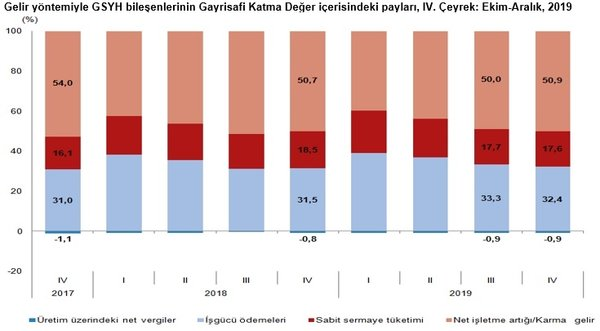 Gelir yöntemiyle GSYH bileşenlerinin Gayrisafi Katma Değer içerisindeki payları, IV. Çeyrek: Ekim-Aralık, 2019
(%)
100
80
60
40
20
0
-20
54,0 50,7 50,0 50,9
16,1 18,5 17,7 17,6
31,0 31,5 33,3 32,4
-1,1 -0,8 -0,9 -0,9
IV I II III IV I II III IV
2017 2018 2019
Üretim üzerindeki net vergiler İşgücü ödemeleri Sabit sermaye tüketimi Net işletme artığı/Karma gelir